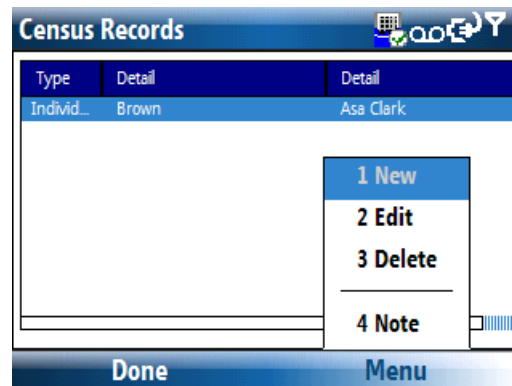 Census Records
Type Detail Detail
Individ... Brown Asa Clark
1 New
2 Edit
3 Delete
4 Note
Done Menu